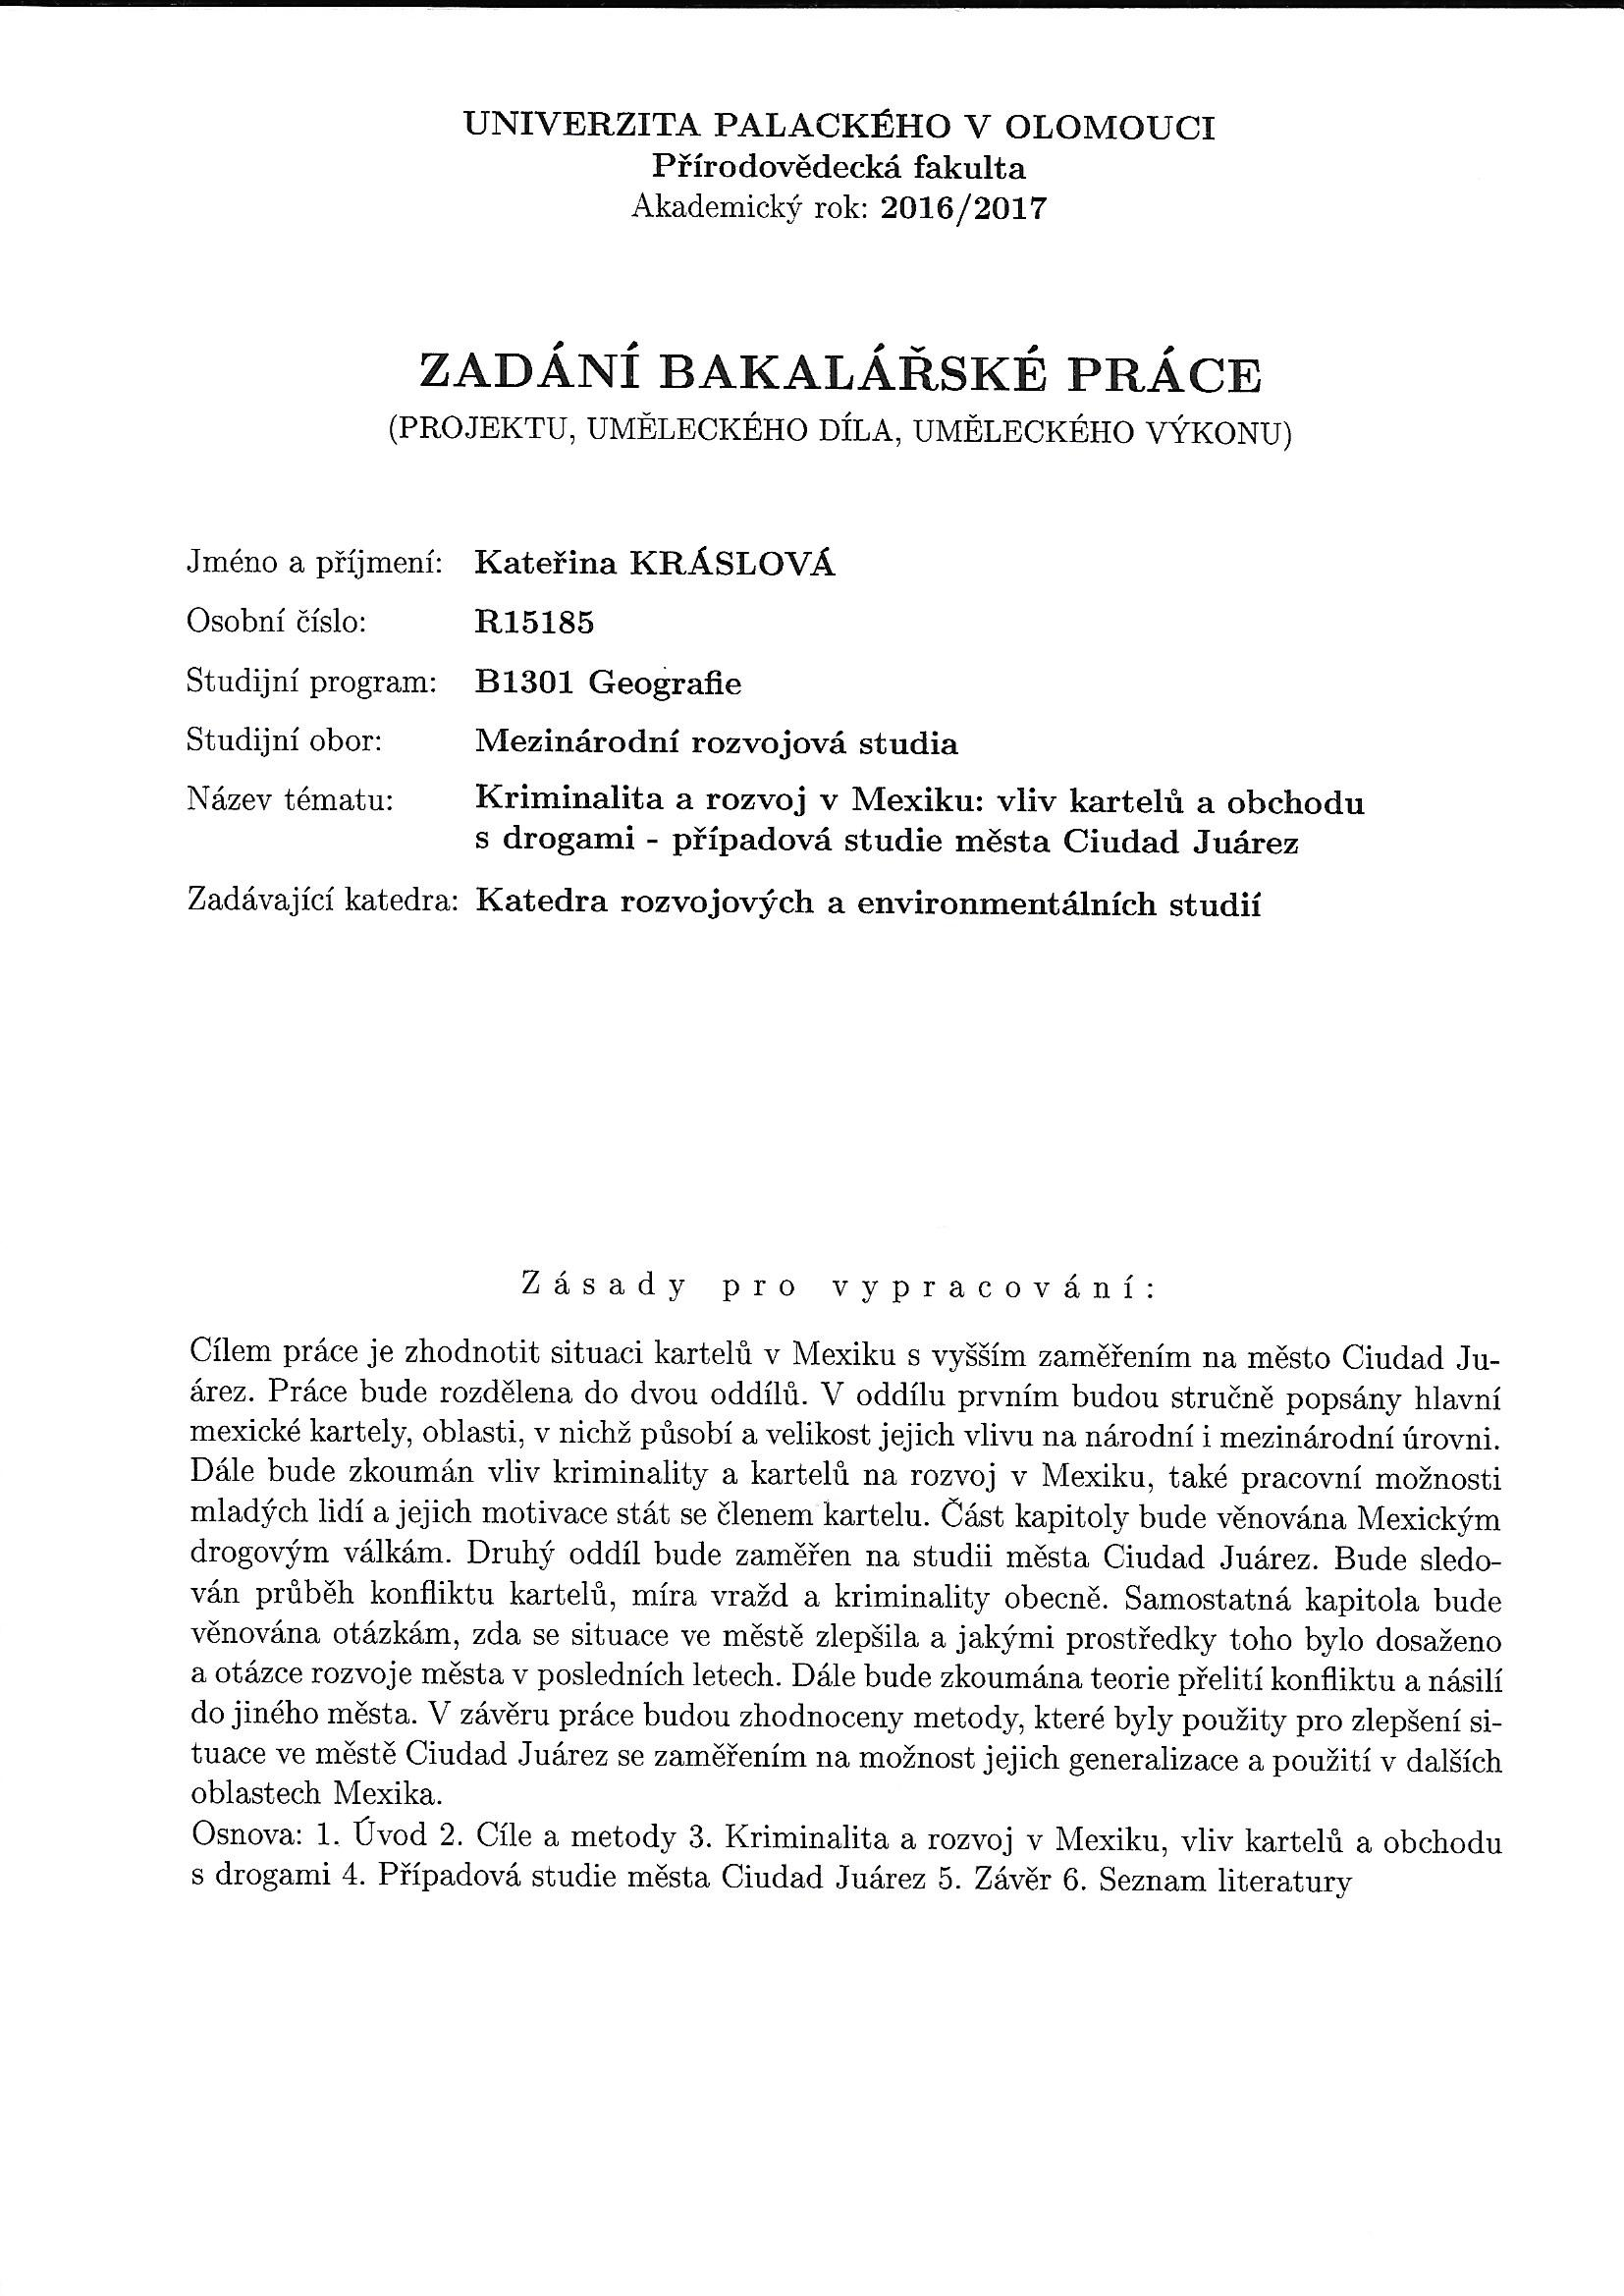 UNIVERZITA PALACKÉHO V OLOMOUCI
Přírodovědecká fakulta
Akademický rok: 2016/2017
ZADÁNÍ BAKALÁŘSKÉ PRÁCE
(PROJEKTU, UMĚLECKÉHO DÍLA, UMĚLECKÉHO VÝKONU)
Jméno a příjmení: Kateřina KRÁSLOVÁ
Osobní číslo: R15185
Studijní program: B1301 Geografie
Studijní obor: Mezinárodní rozvojová studia
Název tématu: Kriminalita a rozvoj v Mexiku: vliv kartelů a obchodu
s drogami - případová studie města Ciudad Juárez
Zadávající katedra: Katedra rozvojových a environmentálních studií
Zásady pro vypracování:
Cílem práce je zhodnotit situaci kartelů v Mexiku s vyšším zaměřením na město Ciudad Ju-
árez. Práce bude rozdělena do dvou oddílů. V oddílu prvním budou stručně popsány hlavní
mexické kartely, oblasti, v nichž působí a velikost jejich vlivu na národní i mezinárodní úrovni.
Dále bude zkoumán vliv kriminality a kartelů na rozvoj v Mexiku, také pracovní možnosti
mladých lidí a jejich motivace stát se členem kartelu. Část kapitoly bude věnována Mexickým
drogovým válkám. Druhý oddíl bude zaměřen na studii města Ciudad Juárez. Bude sledo-
ván průběh konfliktu kartelů, míra vražd a kriminality obecně. Samostatná kapitola bude
věnována otázkám, zda se situace ve městě zlepšila a jakými prostředky toho bylo dosaženo
a otázce rozvoje města v posledních letech. Dále bude zkoumána teorie přelití konfliktu a násilí
do jiného města. V závěru práce budou zhodnoceny metody, které byly použity pro zlepšení si-
tuace ve městě Ciudad Juárez se zaměřením na možnost jejich generalizace a použití v dalších
oblastech Mexika.
Osnova: 1. Úvod 2. Cíle a metody 3. Kriminalita a rozvoj v Mexiku, vliv kartelů a obchodu
s drogami 4. Případová studie města Ciudad Juárez 5. Závěr 6. Seznam literatury